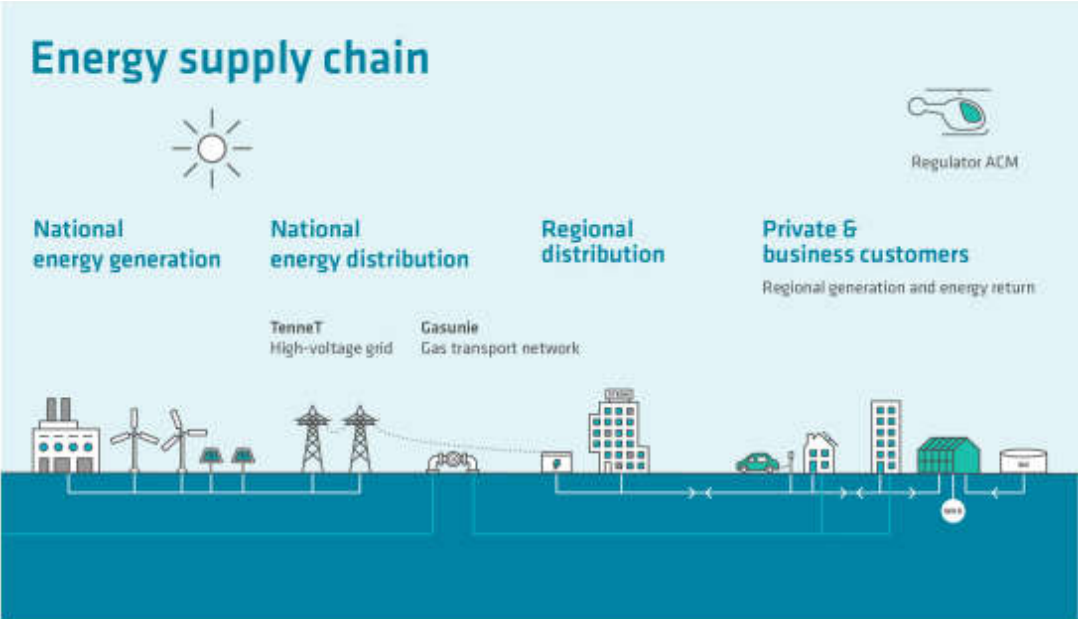 Energy supply chain
Regulator ACM
National
energy generation
National
energy distribution
Regional
distribution
Private &
business customers
Regional generation and energy return
TenneT
High-voltage grid
Gasunie
Gas transport network